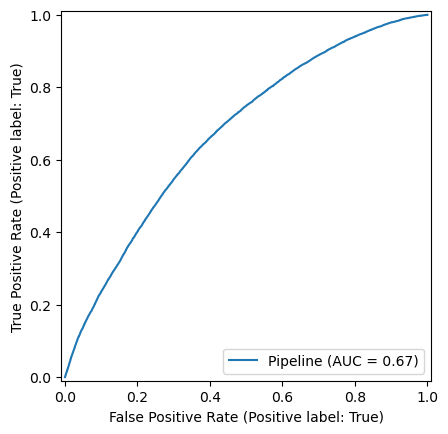 1.0
0.8
0.6
0.4
0.2
0.0
True Positive Rate (Positive label: True)
Pipeline (AUC = 0.67)
0.0 0.2 0.4 0.6 0.8 1.0
False Positive Rate (Positive label: True)